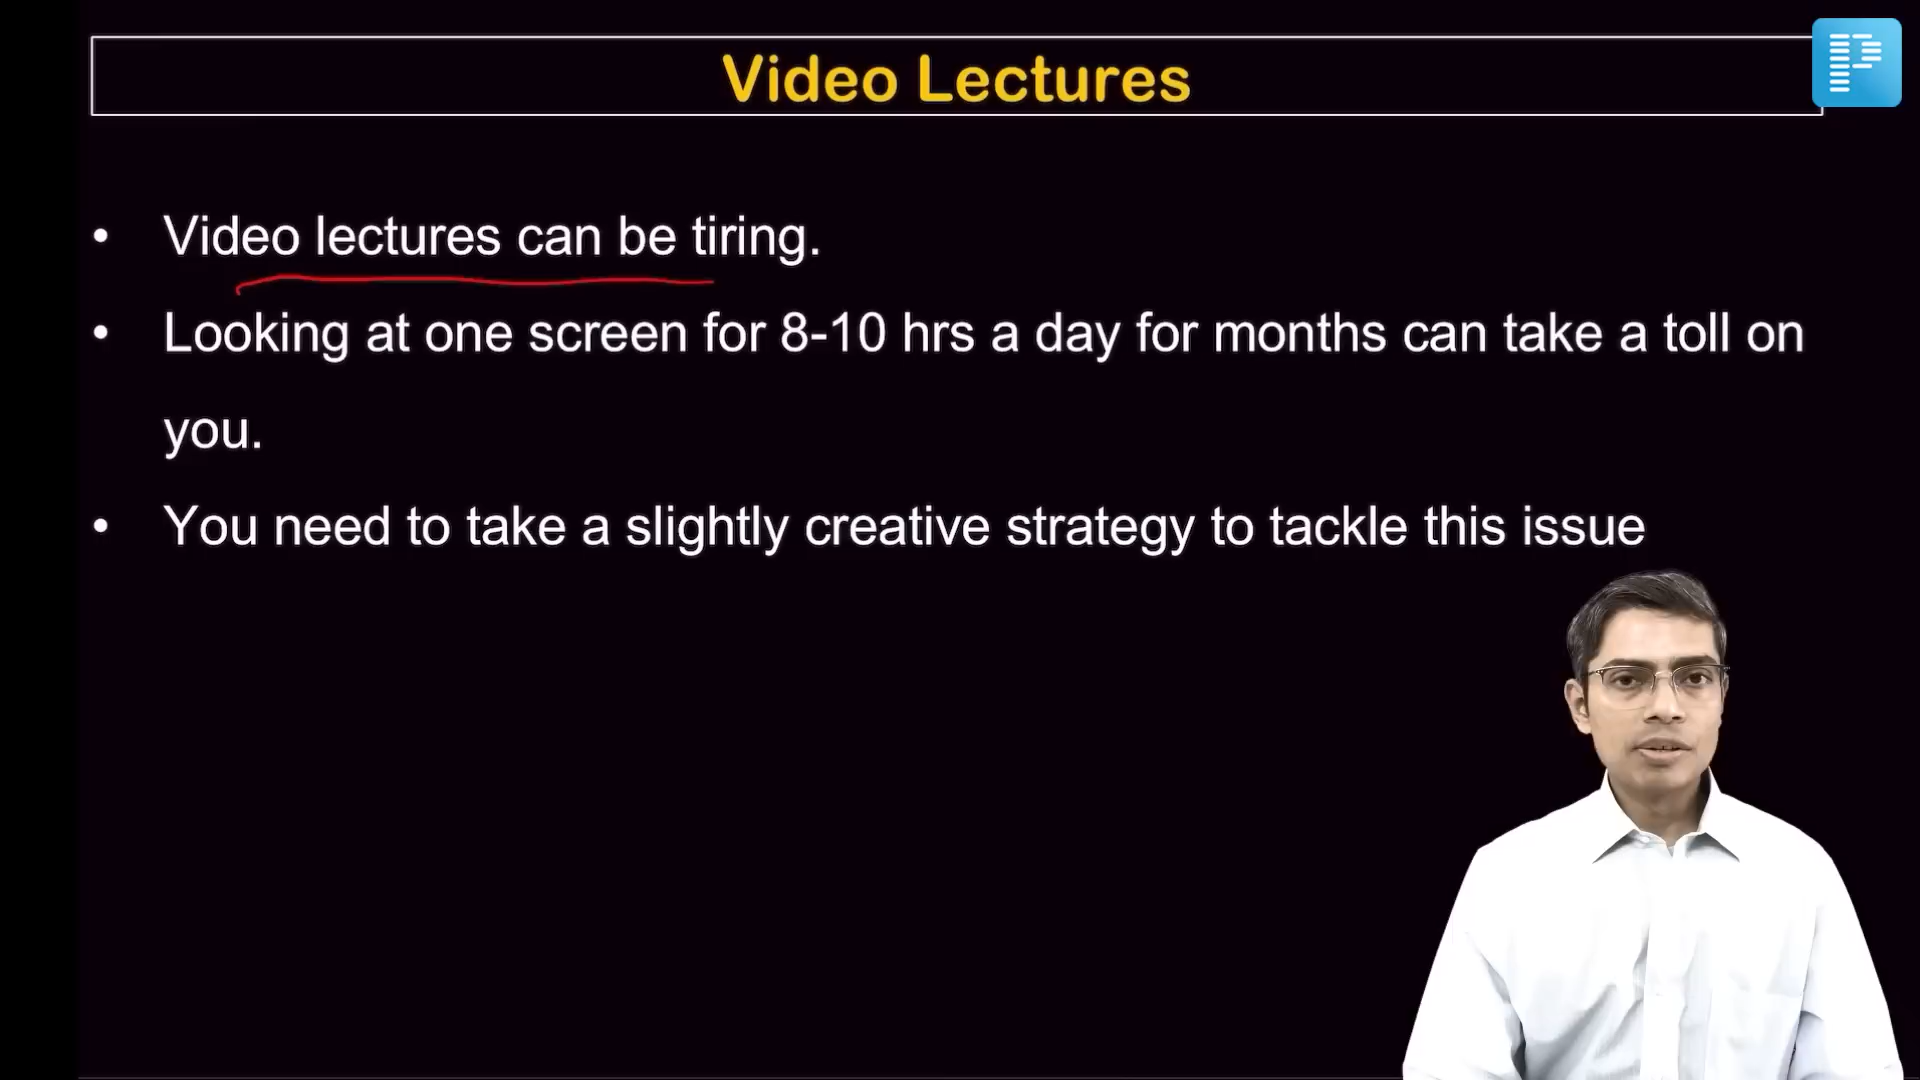 Video Lectures
• Video lectures can be tiring.
• Looking at one screen for 8-10 hrs a day for months can take a toll on
you.
• You need to take a slightly creative strategy to tackle this issue